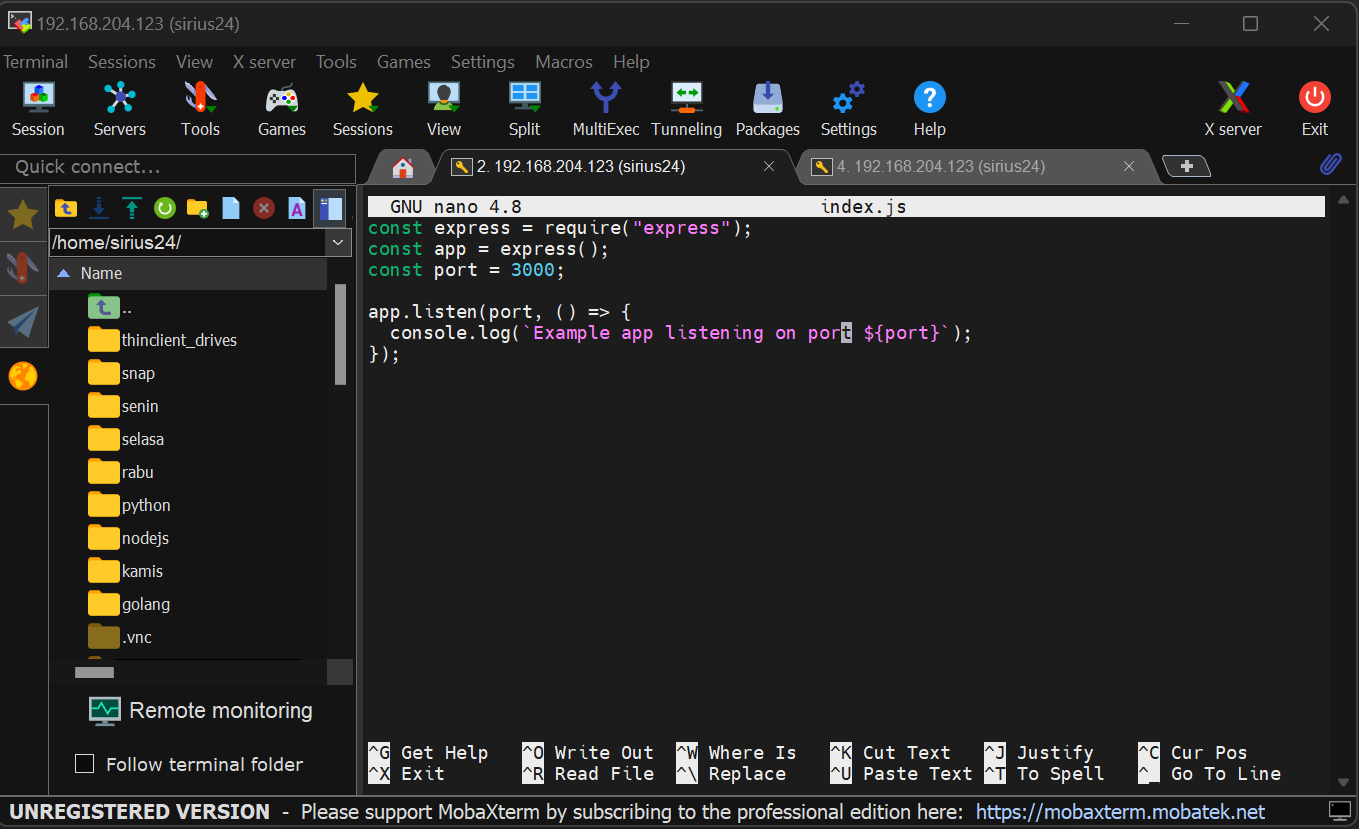 192.168.204.123 (sirius24)
Terminal Sessions View X server Tools Games Settings Macros Help
Session Servers Tools Games Sessions View Split MultiExec Tunneling Packages Settings Help X server Exit
Quick connect...
2. 192.168.204.123 (sirius24)
4. 192.168.204.123 (sirius24)
/home/sirius24/
Name
..
thinclient_drives
snap
senin
selasa
rabu
python
nodejs
kamis
golang
.vnc
Remote monitoring
Follow terminal folder
GNU nano 4.8 index.js
const express = require("express");
const app = express();
const port = 3000;
app.listen(port, () => {
  console.log(`Example app listening on port ${port}`);
});
^G Get Help ^O Write Out ^W Where Is ^K Cut Text ^J Justify ^C Cur Pos
^X Exit ^R Read File ^\ Replace ^U Paste Text ^T To Spell ^_ Go To Line
UNREGISTERED VERSION - Please support MobaXterm by subscribing to the professional edition here: https://mobaxterm.mobatek.net